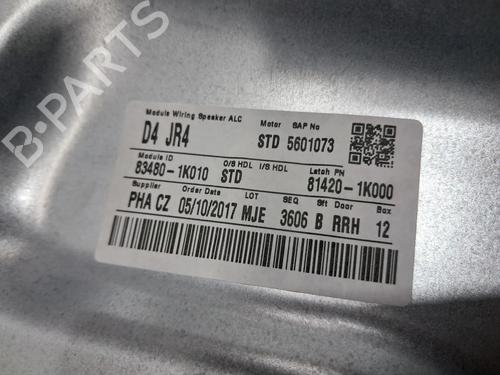 B-PARTS
Module Wiring Speaker ALC Motor SAP No
D4 JR4 STD 5601073
Module ID O/S HDL I/S HDL Latch PN
83480-1K010 STD 81420-1K000
Supplier Order Date LOT SEQ Sft Door Box
PHA CZ 05/10/2017 MJE 3606 B RRH 12